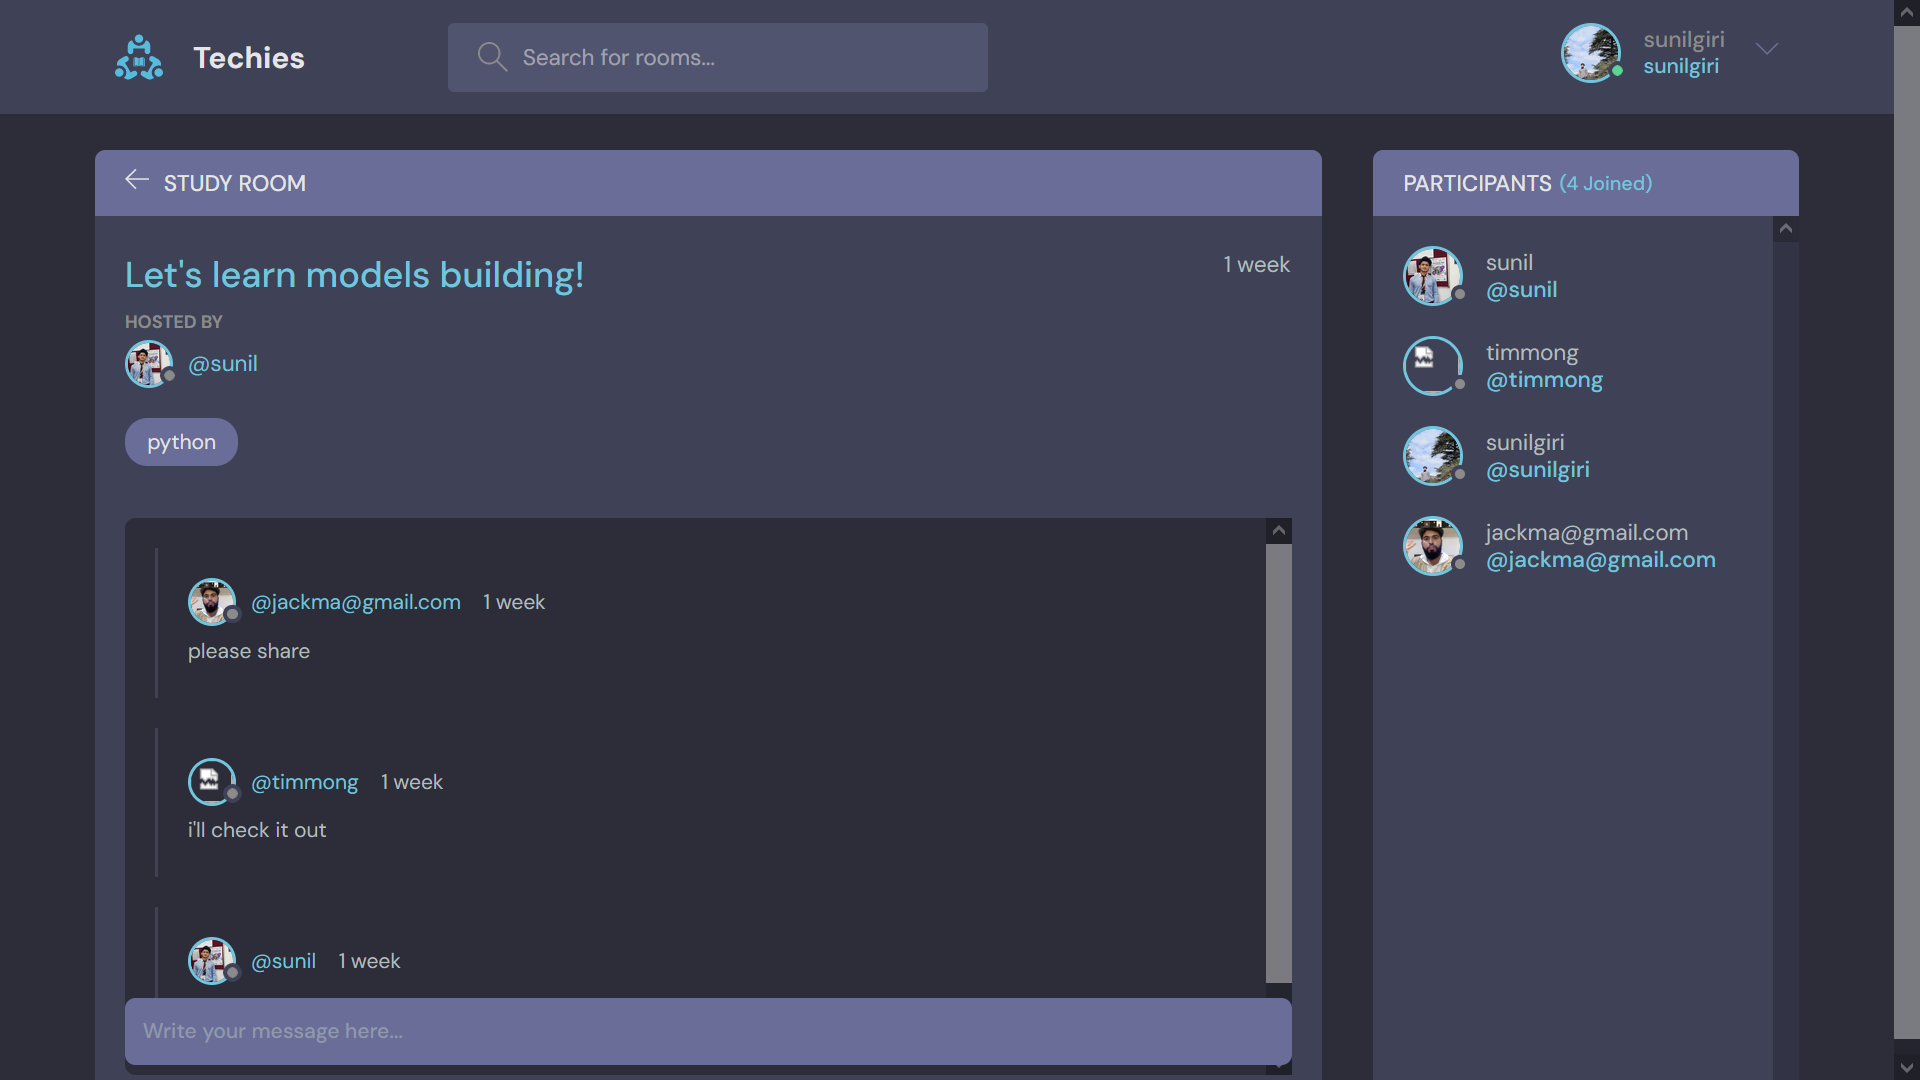 Techies
Search for rooms...
sunilgiri
sunilgiri
STUDY ROOM
Let's learn models building!
1 week
HOSTED BY
@sunil
python
@jackma@gmail.com 1 week
please share
@timmong 1 week
i'll check it out
@sunil 1 week
Write your message here...
PARTICIPANTS (4 Joined)
sunil
@sunil
timmong
@timmong
sunilgiri
@sunilgiri
jackma@gmail.com
@jackma@gmail.com